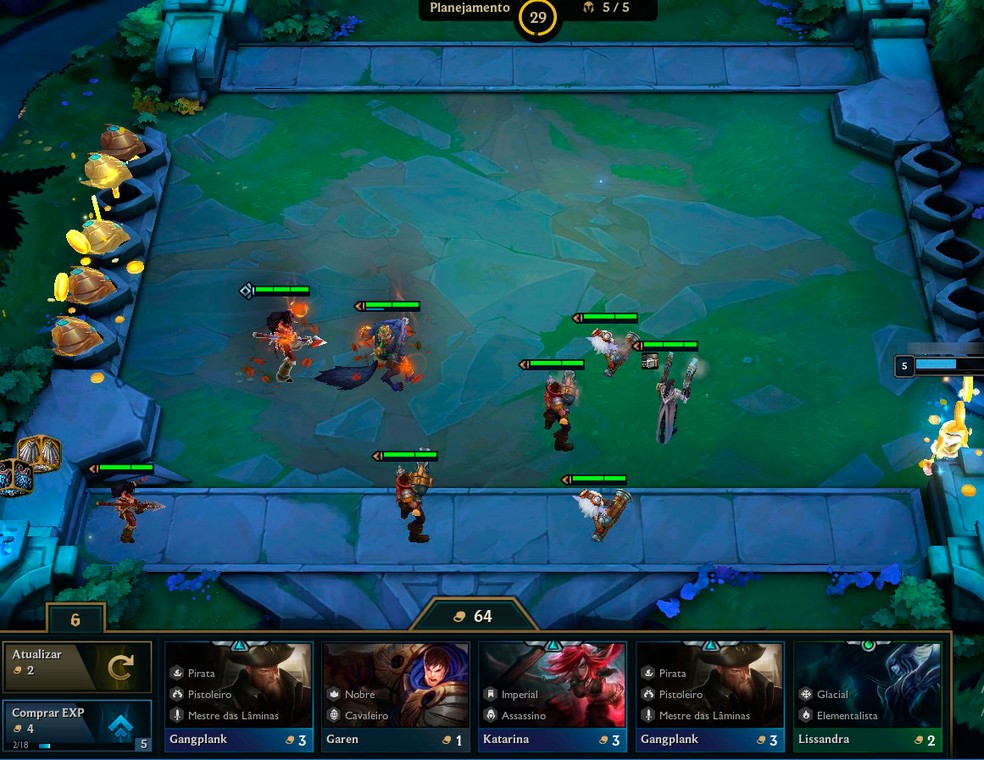 Planejamento
29
5 / 5
5
6
64
Atualizar
2
Comprar EXP
4
2/18
5
Pirata
Pistoleiro
Mestre das Lâminas
Gangplank
3
Nobre
Cavaleiro
Garen
1
Imperial
Assassino
Katarina
3
Pirata
Pistoleiro
Mestre das Lâminas
Gangplank
3
Glacial
Elementalista
Lissandra
2